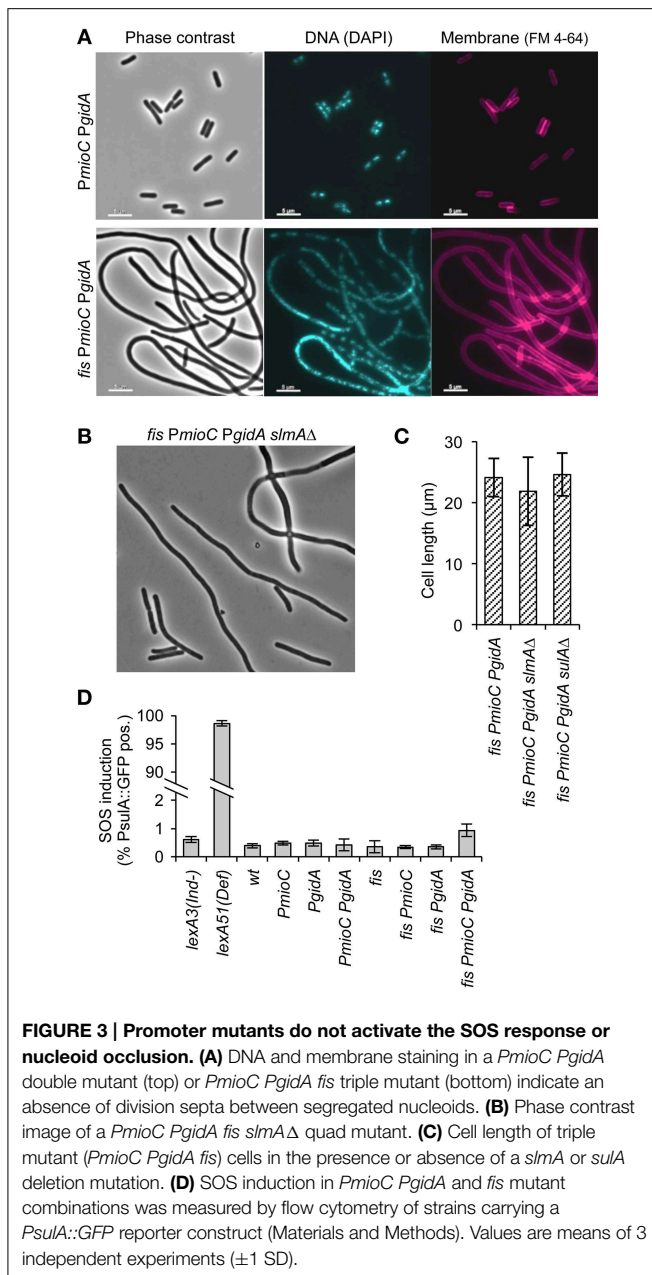 A
Phase contrast
DNA (DAPI)
Membrane (FM 4-64)
PmioC PgidA
5 µm
5 µm
5 µm
fis PmioC PgidA
5 µm
5 µm
5 µm
B
fis PmioC PgidA slmAΔ
C
Cell length (µm)
30
20
10
0
fis PmioC PgidA
fis PmioC PgidA slmAΔ
fis PmioC PgidA sulAΔ
D
SOS induction
(% PsulA::GFP pos.)
100
95
90
2
1
0
lexA3(Ind-)
lexA51(Def)
wt
PmioC
PgidA
PmioC PgidA
fis
fis PmioC
fis PgidA
fis PmioC PgidA
FIGURE 3 | Promoter mutants do not activate the SOS response or
nucleoid occlusion. (A) DNA and membrane staining in a PmioC PgidA
double mutant (top) or PmioC PgidA fis triple mutant (bottom) indicate an
absence of division septa between segregated nucleoids. (B) Phase contrast
image of a PmioC PgidA fis slmAΔ quad mutant. (C) Cell length of triple
mutant (PmioC PgidA fis) cells in the presence or absence of a slmA or sulA
deletion mutation. (D) SOS induction in PmioC PgidA and fis mutant
combinations was measured by flow cytometry of strains carrying a
PsulA::GFP reporter construct (Materials and Methods). Values are means of 3
independent experiments (±1 SD).